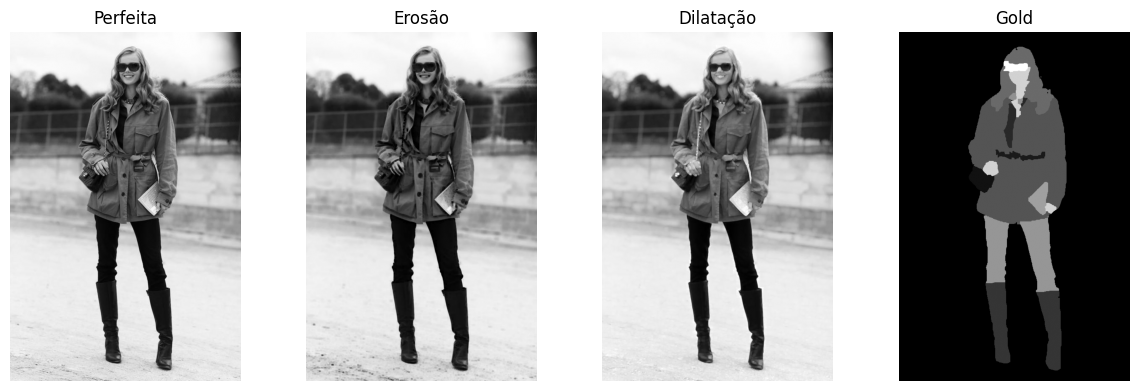 Perfeita
Erosão
Dilatação
Gold